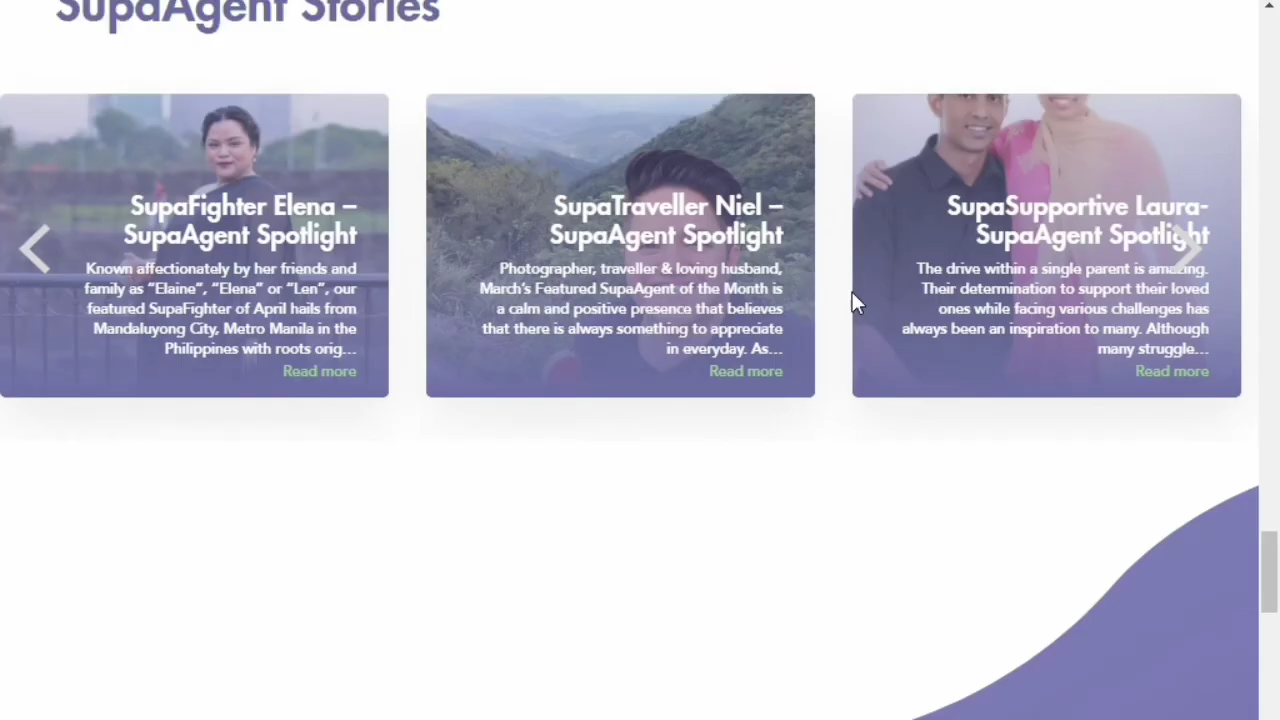 SupaAgent Stories
SupaFighter Elena –
SupaAgent Spotlight
Known affectionately by her friends and
family as “Elaine”, “Elena” or “Len”, our
featured SupaFighter of April hails from
Mandaluyong City, Metro Manila in the
Philippines with roots orig...
Read more
SupaTraveller Niel –
SupaAgent Spotlight
Photographer, traveller & loving husband,
March’s Featured SupaAgent of the Month is
a calm and positive presence that believes
that there is always something to appreciate
in everyday. As...
Read more
SupaSupportive Laura-
SupaAgent Spotlight
The drive within a single parent is amazing.
Their determination to support their loved
ones while facing various challenges has
always been an inspiration to many. Although
many struggle...
Read more